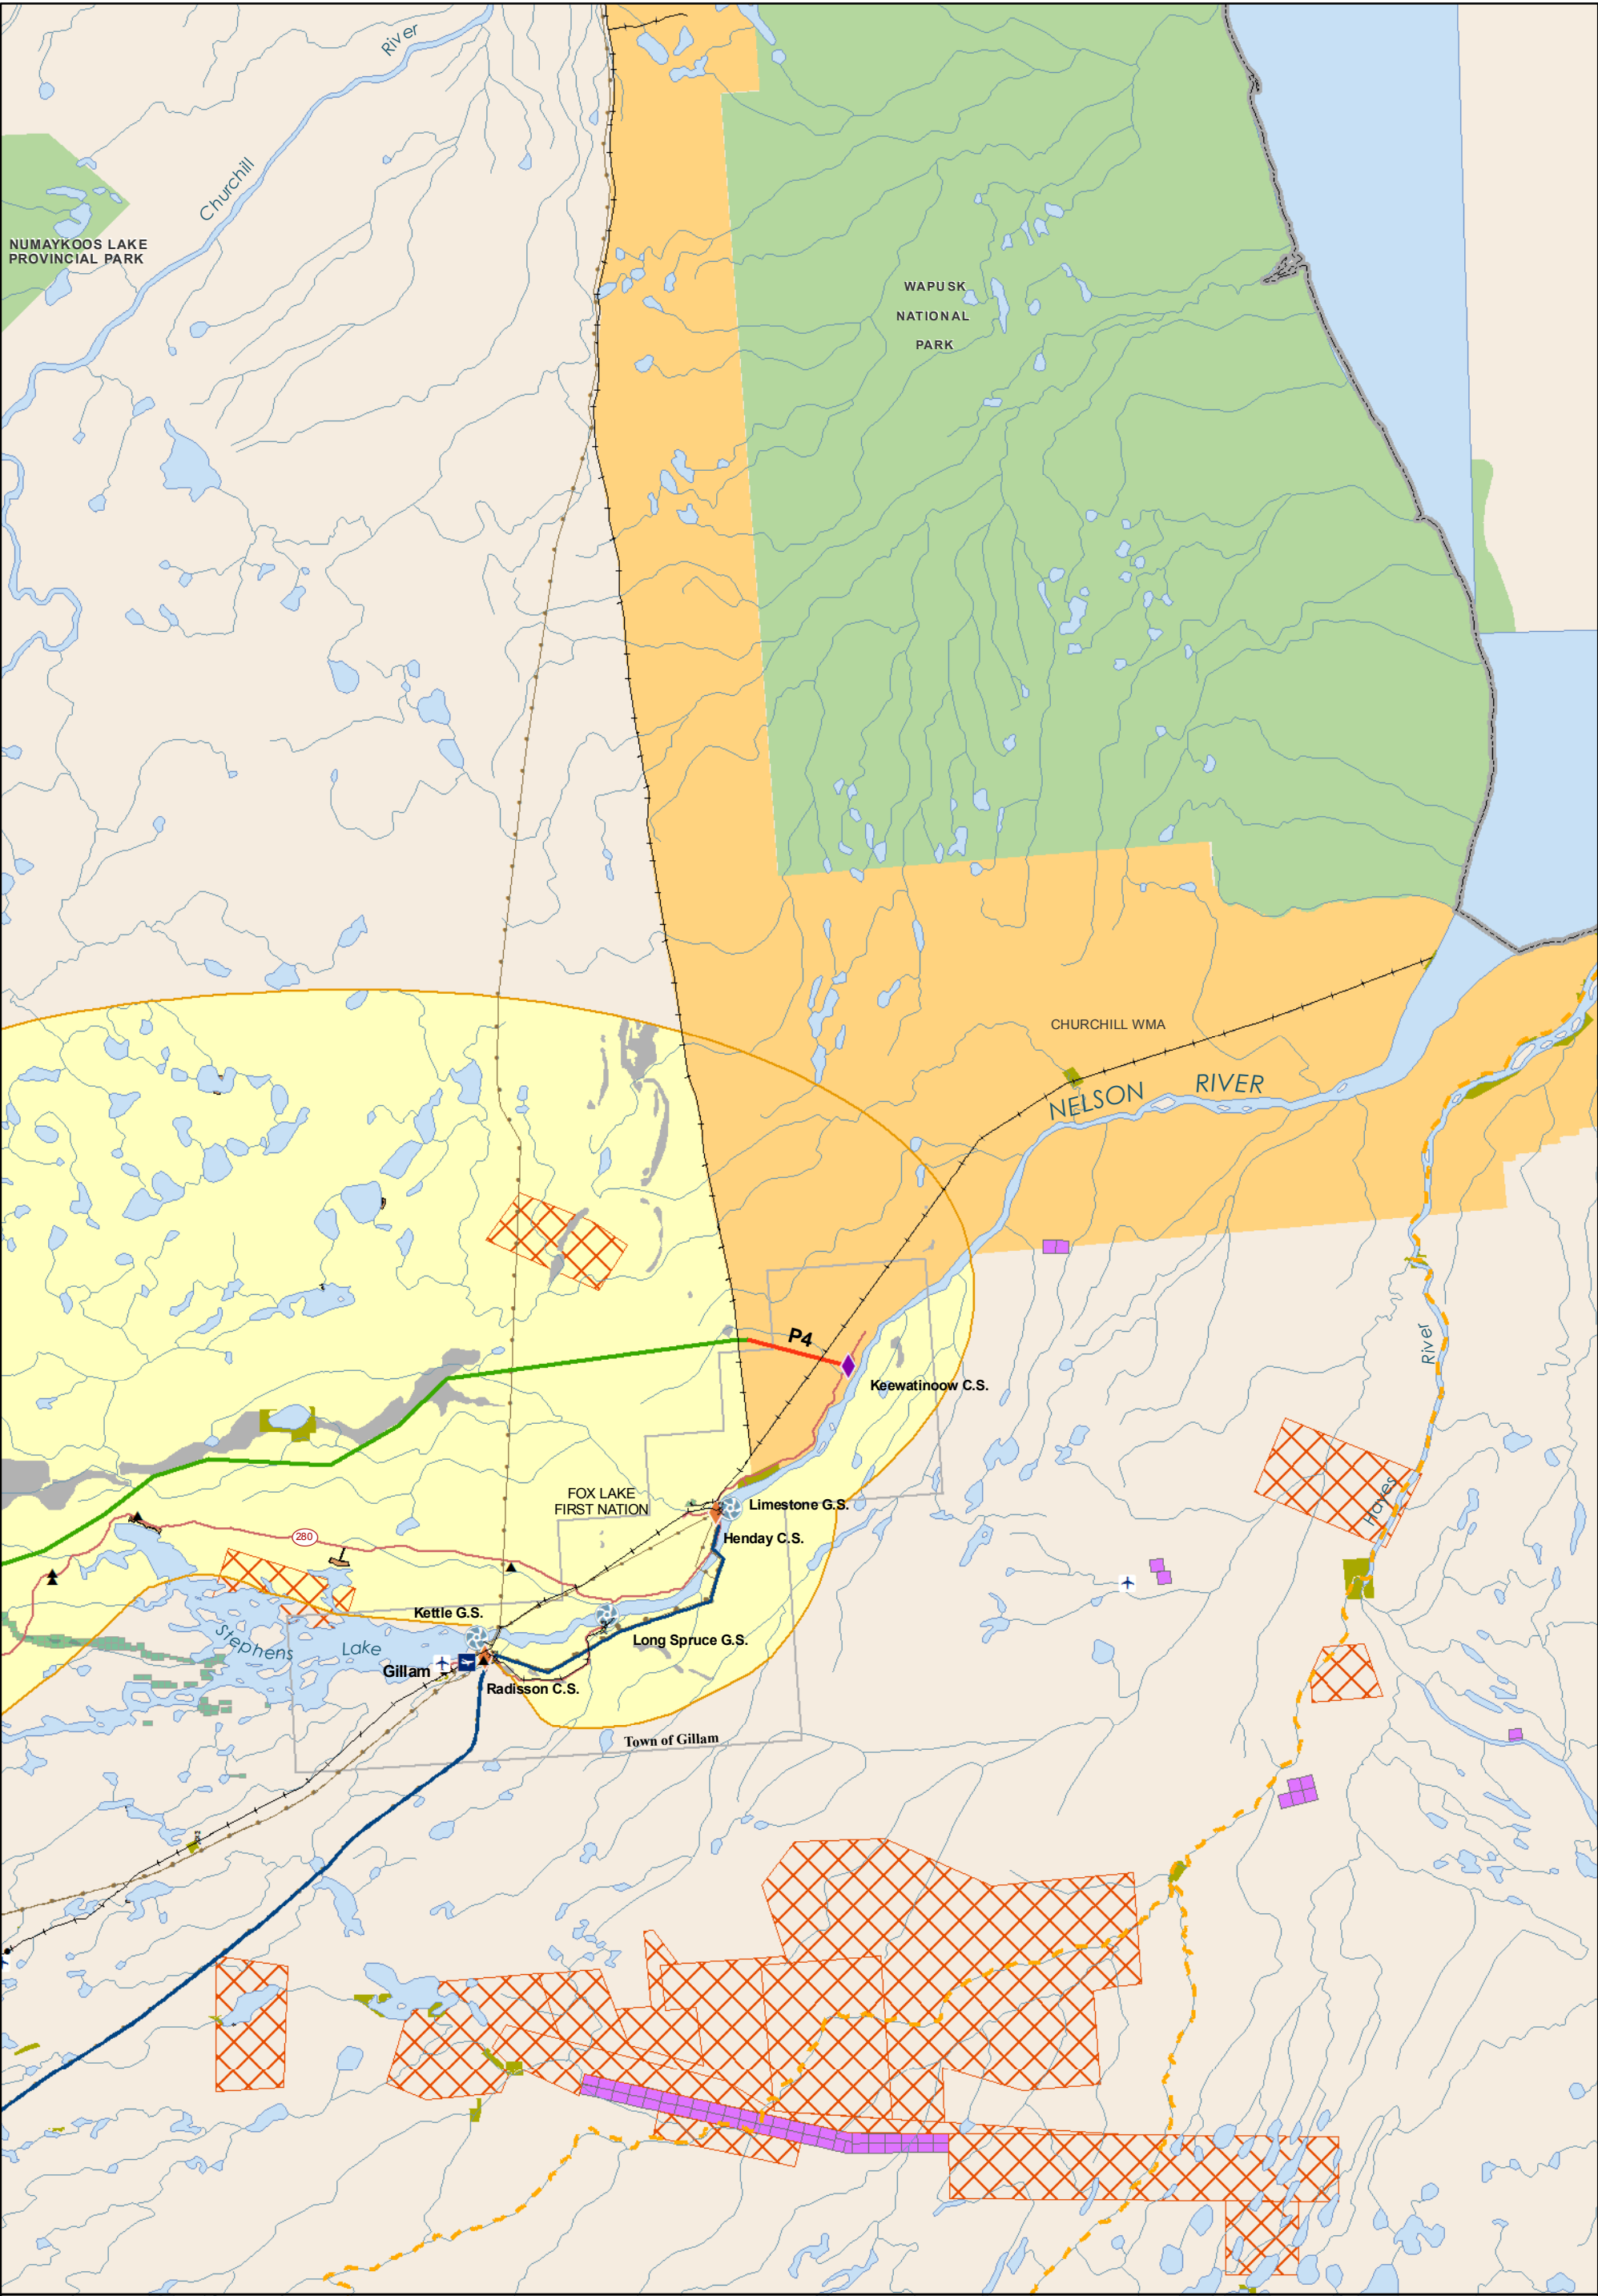 River
Churchill
NUMAYKOOS LAKE
PROVINCIAL PARK
WAPUSK
NATIONAL
PARK
CHURCHILL WMA
NELSON RIVER
P4
River
Keewatinoow C.S.
Hayes
FOX LAKE
FIRST NATION
Limestone G.S.
280
Henday C.S.
Kettle G.S.
Stephens Lake
Long Spruce G.S.
Gillam
Radisson C.S.
Town of Gillam